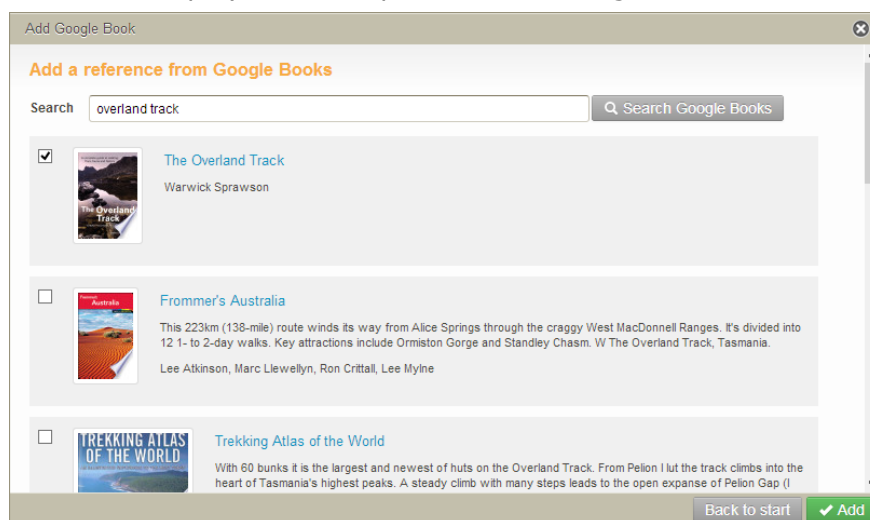 Add Google Book
Add a reference from Google Books
Search
overland track
Search Google Books
The Overland Track
Warwick Sprawson
The Overland
Track
Frommer's Australia
Australia
This 223km (138-mile) route winds its way from Alice Springs through the craggy West MacDonnell Ranges. It's divided into
12 1- to 2-day walks. Key attractions include Ormiston Gorge and Standley Chasm. W The Overland Track, Tasmania.
Lee Atkinson, Marc Llewellyn, Ron Crittall, Lee Mylne
TREKKING ATLAS
OF THE WORLD
Trekking Atlas of the World
With 60 bunks it is the largest and newest of huts on the Overland Track. From Pelion I lut the track climbs into the
heart of Tasmania's highest peaks. A steady climb with many steps leads to the open expanse of Pelion Gap (I
Back to start
Add